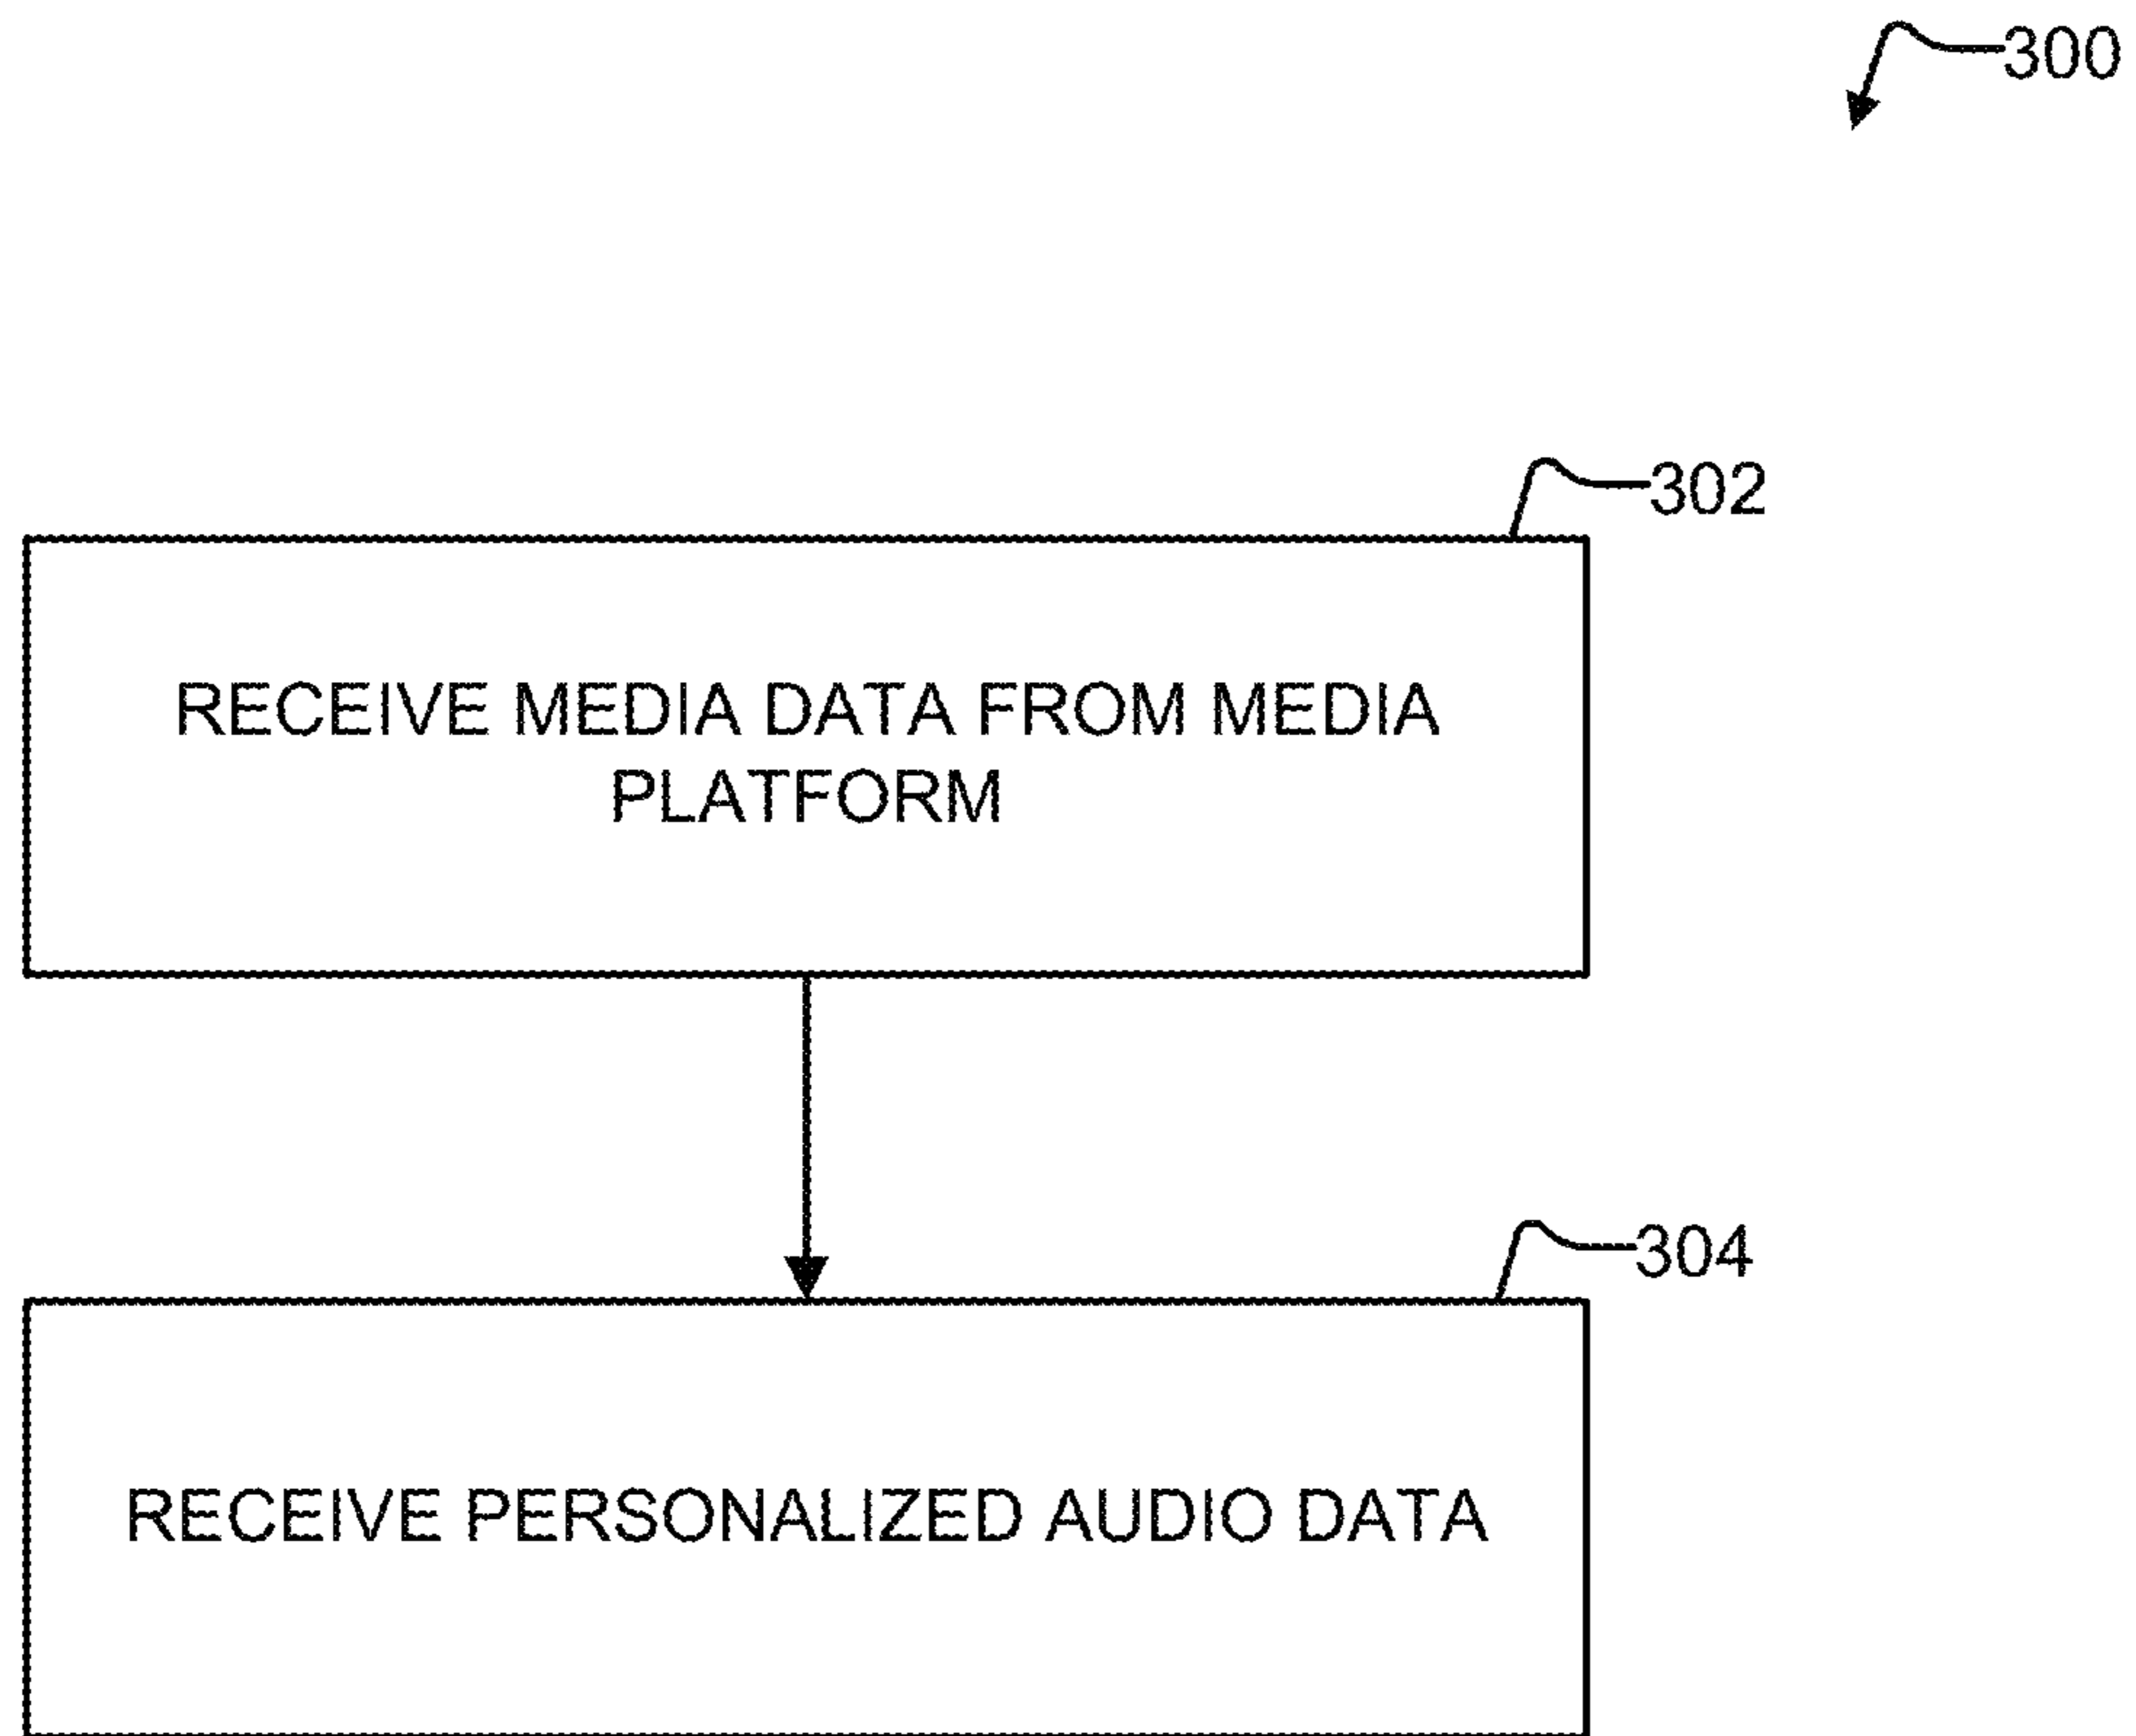 300
302
RECEIVE MEDIA DATA FROM MEDIA
PLATFORM
304
RECEIVE PERSONALIZED AUDIO DATA